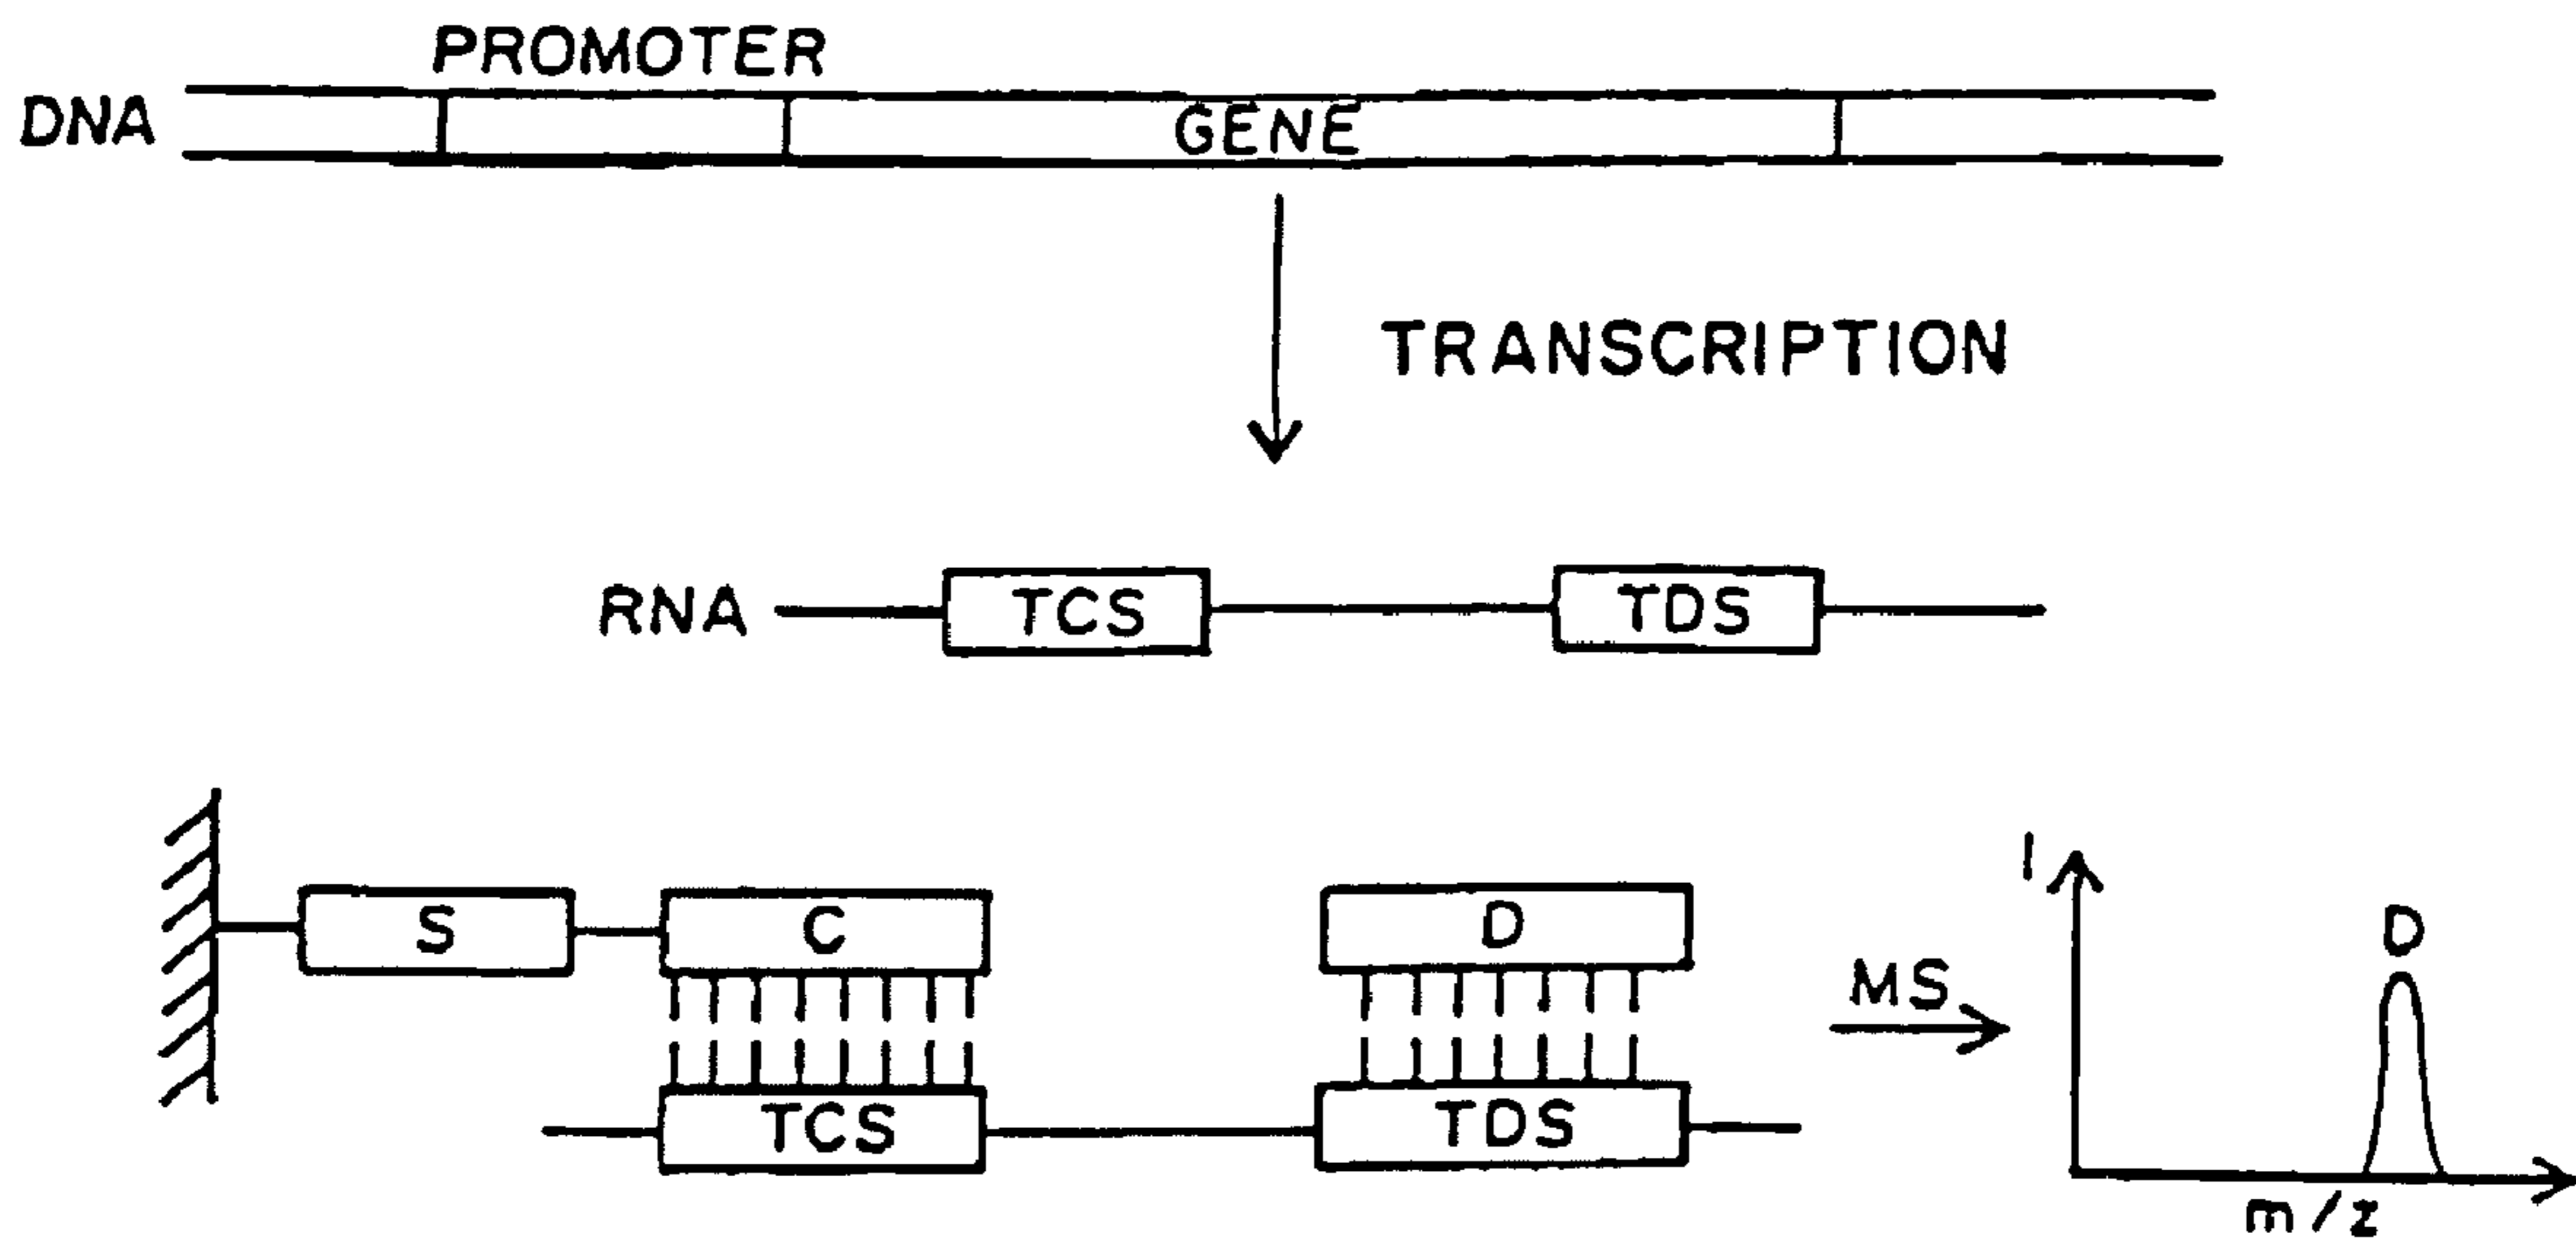 PROMOTER
DNA
GENE
TRANSCRIPTION
RNA
TCS
TDS
S
C
D
TCS
TDS
MS
I
D
m/z